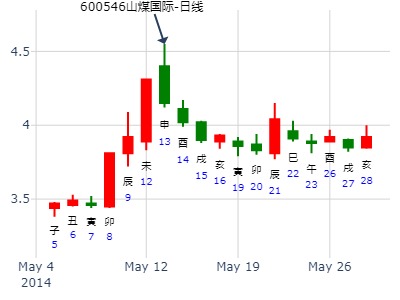 600546山煤国际-日线
4.5
4
3.5
子
5
丑
6
寅
7
卯
8
辰
9
未
12
申
13
酉
14
戌
15
亥
16
寅
19
卯
20
辰
21
巳
22
午
23
酉
26
戌
27
亥
28
May 4
2014
May 12
May 19
May 26